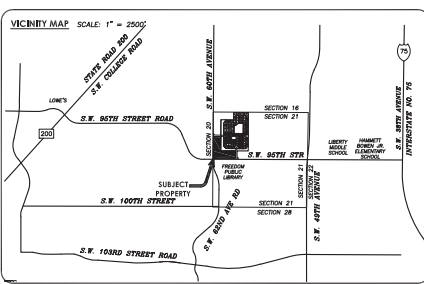 VICINITY MAP SCALE: 1" = 2500'
STATE ROAD 200
S.W. COLLEGE ROAD
S.W. 60TH AVENUE
75
S.W. 38TH AVENUE
INTERSTATE NO. 75
LOWE'S
S.W. 95TH STREET ROAD
SECTION 16
SECTION 21
200
SECTION 20
LIBERTY
MIDDLE
SCHOOL
HAMMETT
BOWEN JR.
ELEMENTARY
SCHOOL
S.W. 95TH STR
FREEDOM
PUBLIC
LIBRARY
SUBJECT
PROPERTY
SECTION 21
SECTION 22
S.W. 49TH AVENUE
S.W. 100TH STREET
S.W. 62ND AVE RD
SECTION 21
SECTION 28
S.W. 103RD STREET ROAD